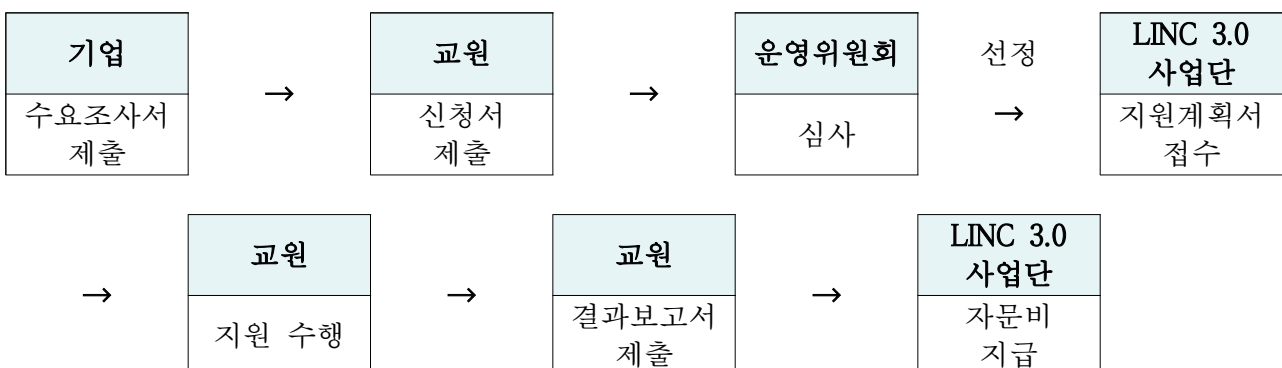 기업
수요조사서
제출
→
교원
신청서
제출
→
운영위원회
심사
선정
→
LINC 3.0
사업단
지원계획서
접수
→
교원
지원 수행
→
교원
결과보고서
제출
→
LINC 3.0
사업단
자문비
지급